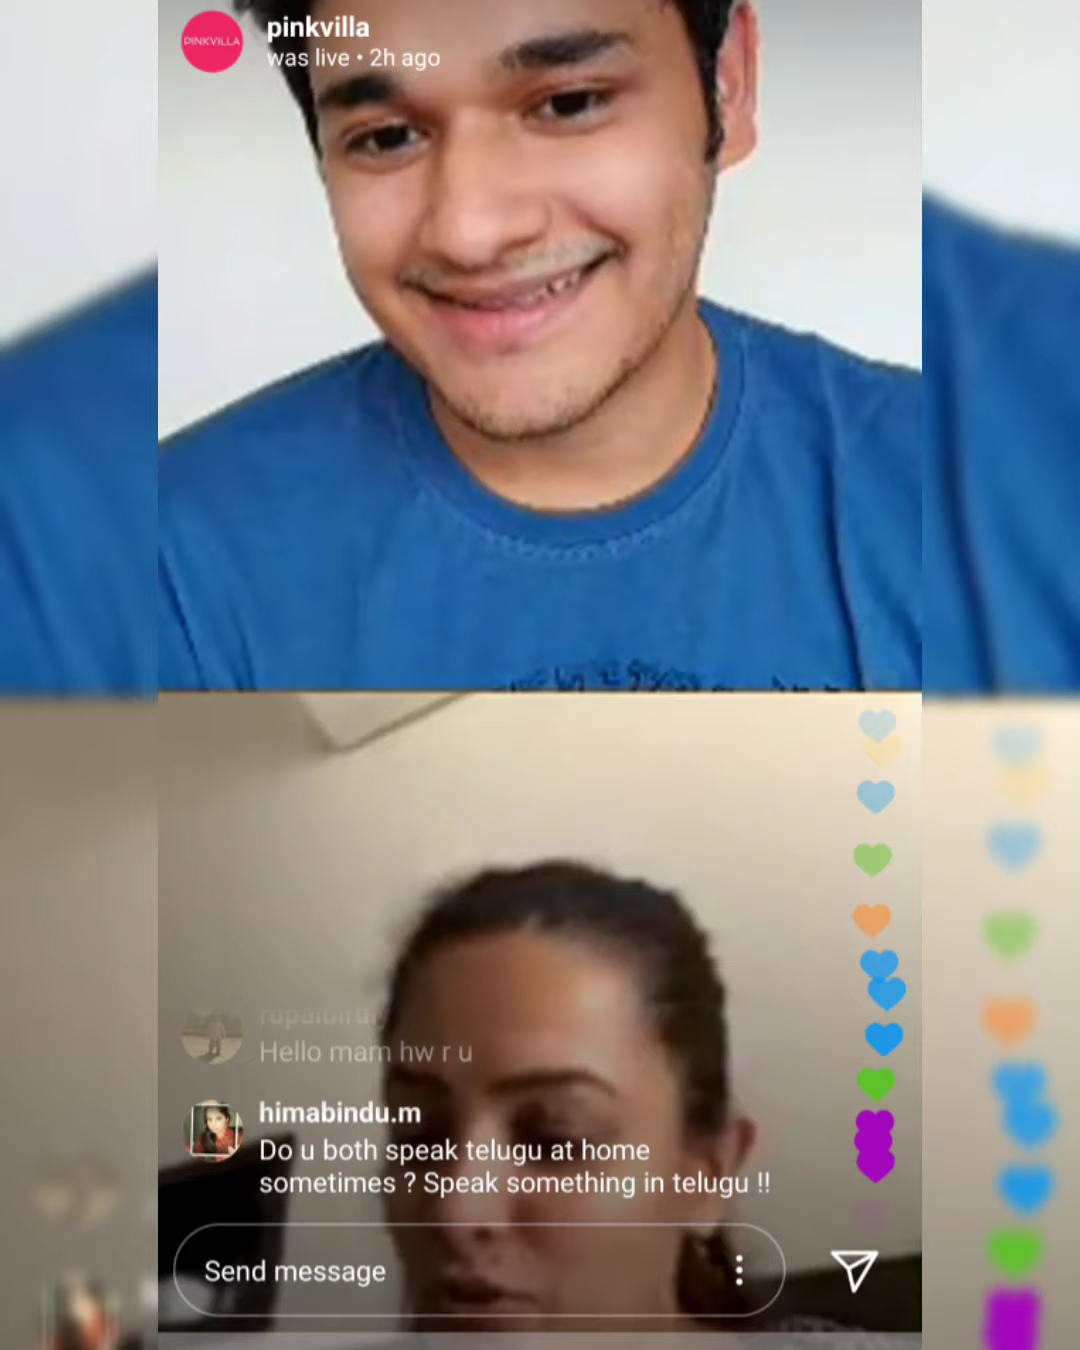 PINKVILLA
pinkvilla
was live • 2h ago
Hello mam hw r u
himabindu.m
Do u both speak telugu at home
sometimes ? Speak something in telugu !!
Send message